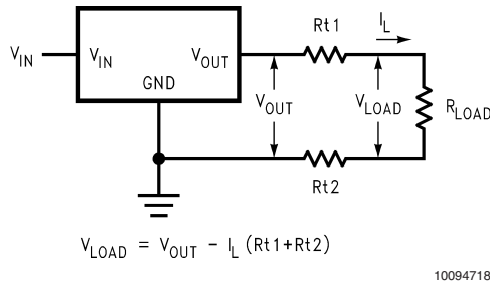 Rt1
I_L
V_IN
V_IN
V_OUT
GND
V_OUT
V_LOAD
R_LOAD
Rt2
V_LOAD = V_OUT - I_L (Rt1+Rt2)
10094718